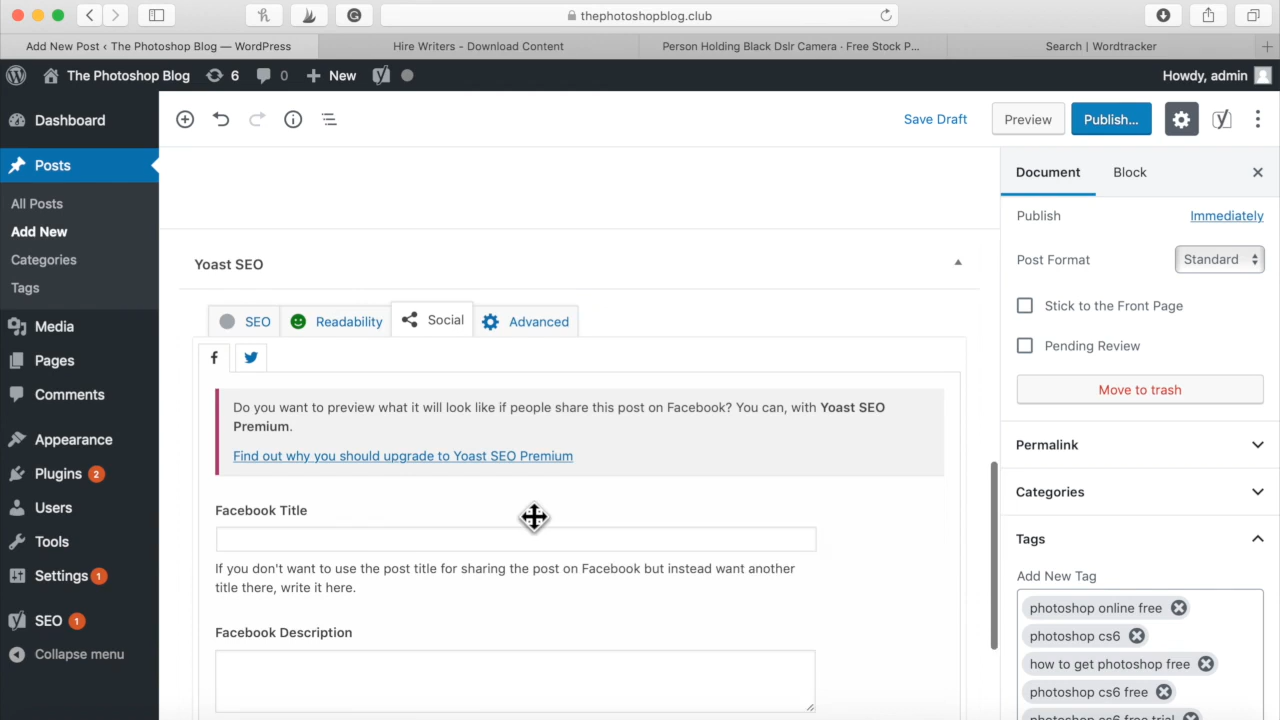 thephotoshopblog.club
Add New Post ‹ The Photoshop Blog — WordPress
Hire Writers - Download Content
Person Holding Black Dslr Camera · Free Stock P...
Search | Wordtracker
The Photoshop Blog
6
0
New
Howdy, admin
Dashboard
Posts
All Posts
Add New
Categories
Tags
Media
Pages
Comments
Appearance
Plugins 2
Users
Tools
Settings 1
SEO 1
Collapse menu
Save Draft
Preview
Publish...
Yoast SEO
SEO
Readability
Social
Advanced
Do you want to preview what it will look like if people share this post on Facebook? You can, with Yoast SEO
Premium.
Find out why you should upgrade to Yoast SEO Premium
Facebook Title
If you don't want to use the post title for sharing the post on Facebook but instead want another
title there, write it here.
Facebook Description
Document
Block
Publish
Immediately
Post Format
Standard
Stick to the Front Page
Pending Review
Move to trash
Permalink
Categories
Tags
Add New Tag
photoshop online free
photoshop cs6
how to get photoshop free
photoshop cs6 free
photoshop cs6 free trial